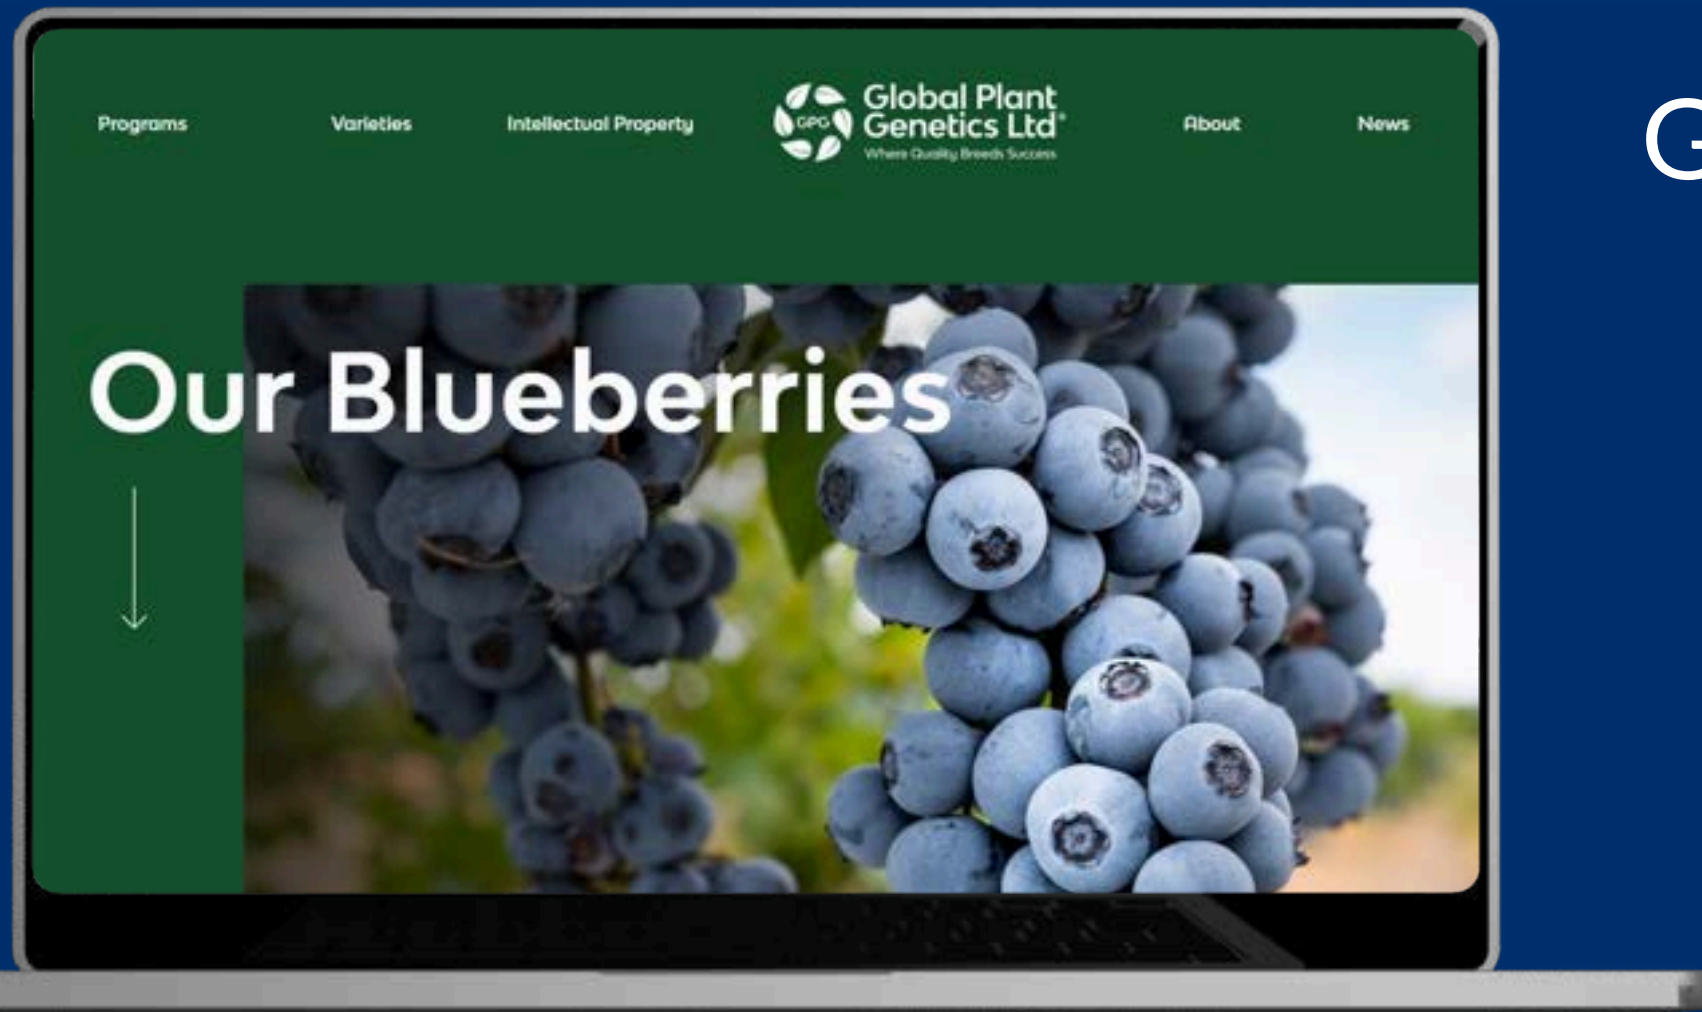 Programs
Varieties
Intellectual Property
GPG
Global Plant
Genetics Ltd®
Where Quality Breeds Success
About
News
Our Blueberries
G